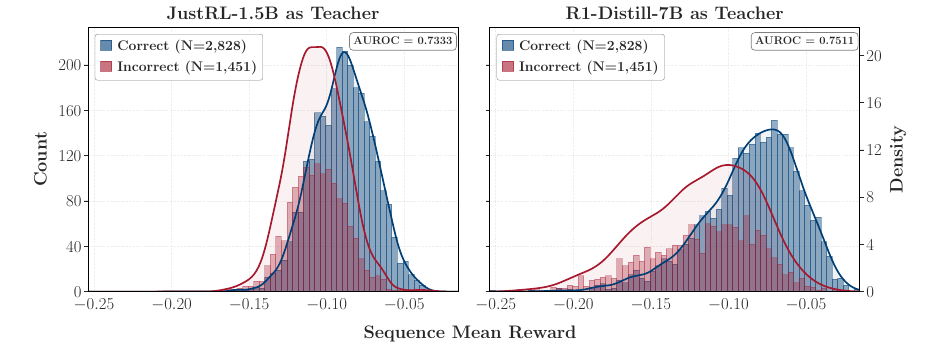 JustRL-1.5B as Teacher
R1-Distill-7B as Teacher
Correct (N=2,828)
Incorrect (N=1,451)
AUROC = 0.7333
Correct (N=2,828)
Incorrect (N=1,451)
AUROC = 0.7511
Count
200
160
120
80
40
0
−0.25
−0.20
−0.15
−0.10
−0.05
−0.25
−0.20
−0.15
−0.10
−0.05
20
16
12
8
4
0
Density
Sequence Mean Reward